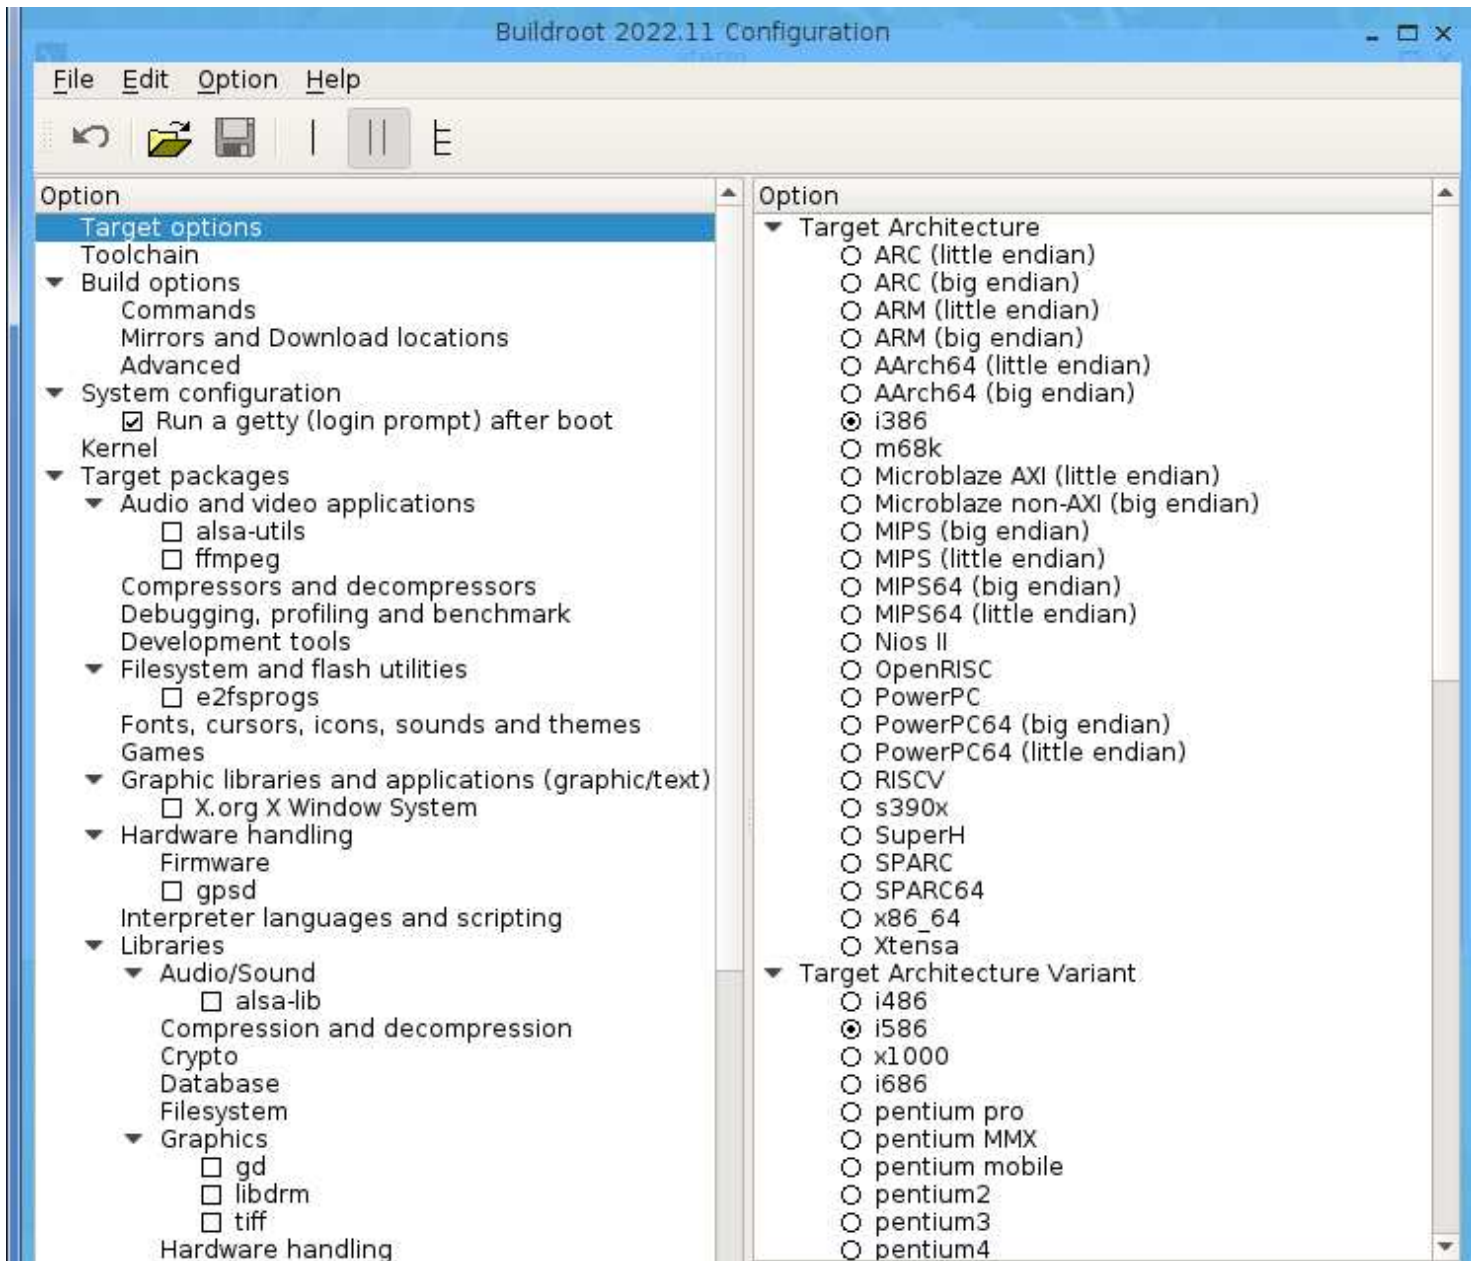 Buildroot 2022.11 Configuration
File Edit Option Help
Option
Target options
Toolchain
Build options
Commands
Mirrors and Download locations
Advanced
System configuration
Run a getty (login prompt) after boot
Kernel
Target packages
Audio and video applications
alsa-utils
ffmpeg
Compressors and decompressors
Debugging, profiling and benchmark
Development tools
Filesystem and flash utilities
e2fsprogs
Fonts, cursors, icons, sounds and themes
Games
Graphic libraries and applications (graphic/text)
X.org X Window System
Hardware handling
Firmware
gpsd
Interpreter languages and scripting
Libraries
Audio/Sound
alsa-lib
Compression and decompression
Crypto
Database
Filesystem
Graphics
gd
libdrm
tiff
Hardware handling
Option
Target Architecture
ARC (little endian)
ARC (big endian)
ARM (little endian)
ARM (big endian)
AArch64 (little endian)
AArch64 (big endian)
i386
m68k
Microblaze AXI (little endian)
Microblaze non-AXI (big endian)
MIPS (big endian)
MIPS (little endian)
MIPS64 (big endian)
MIPS64 (little endian)
Nios II
OpenRISC
PowerPC
PowerPC64 (big endian)
PowerPC64 (little endian)
RISCV
s390x
SuperH
SPARC
SPARC64
x86_64
Xtensa
Target Architecture Variant
i486
i586
x1000
i686
pentium pro
pentium MMX
pentium mobile
pentium2
pentium3
pentium4